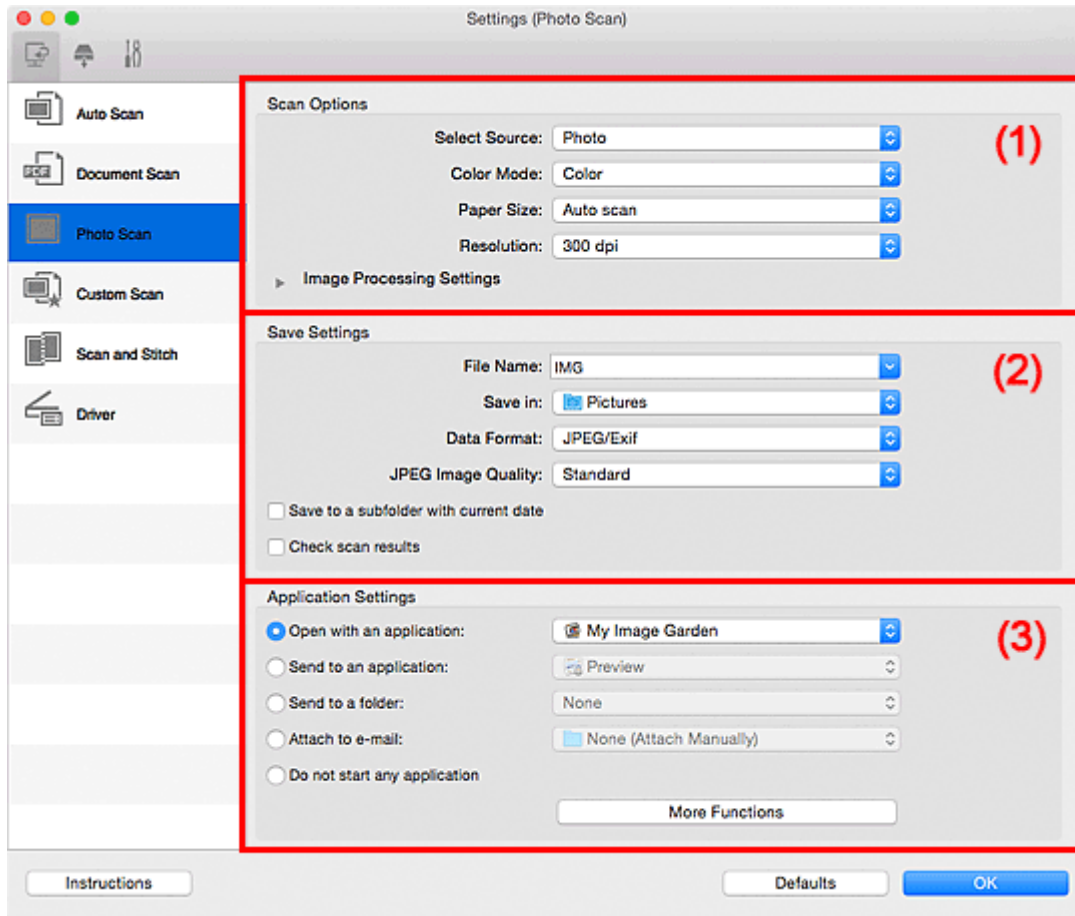 Settings (Photo Scan)
Auto Scan
Document Scan
Photo Scan
Custom Scan
Scan and Stitch
Driver
Scan Options
(1)
Select Source: Photo
Color Mode: Color
Paper Size: Auto scan
Resolution: 300 dpi
Image Processing Settings
Save Settings
(2)
File Name: IMG
Save in: Pictures
Data Format: JPEG/Exif
JPEG Image Quality: Standard
Save to a subfolder with current date
Check scan results
Application Settings
(3)
Open with an application: My Image Garden
Send to an application: Preview
Send to a folder: None
Attach to e-mail: None (Attach Manually)
Do not start any application
More Functions
Instructions
Defaults
OK